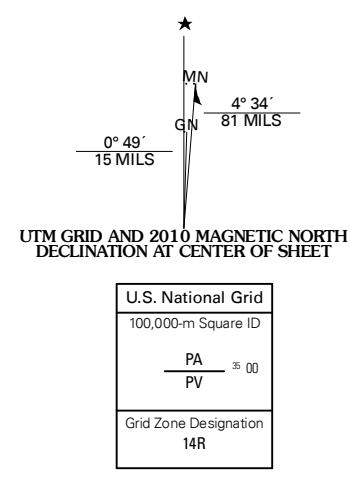 ★
MN
4° 34´
81 MILS
GN
0° 49´
15 MILS
UTM GRID AND 2010 MAGNETIC NORTH
DECLINATION AT CENTER OF SHEET
U.S. National Grid
100,000-m Square ID
PA
35 00
PV
Grid Zone Designation
14R